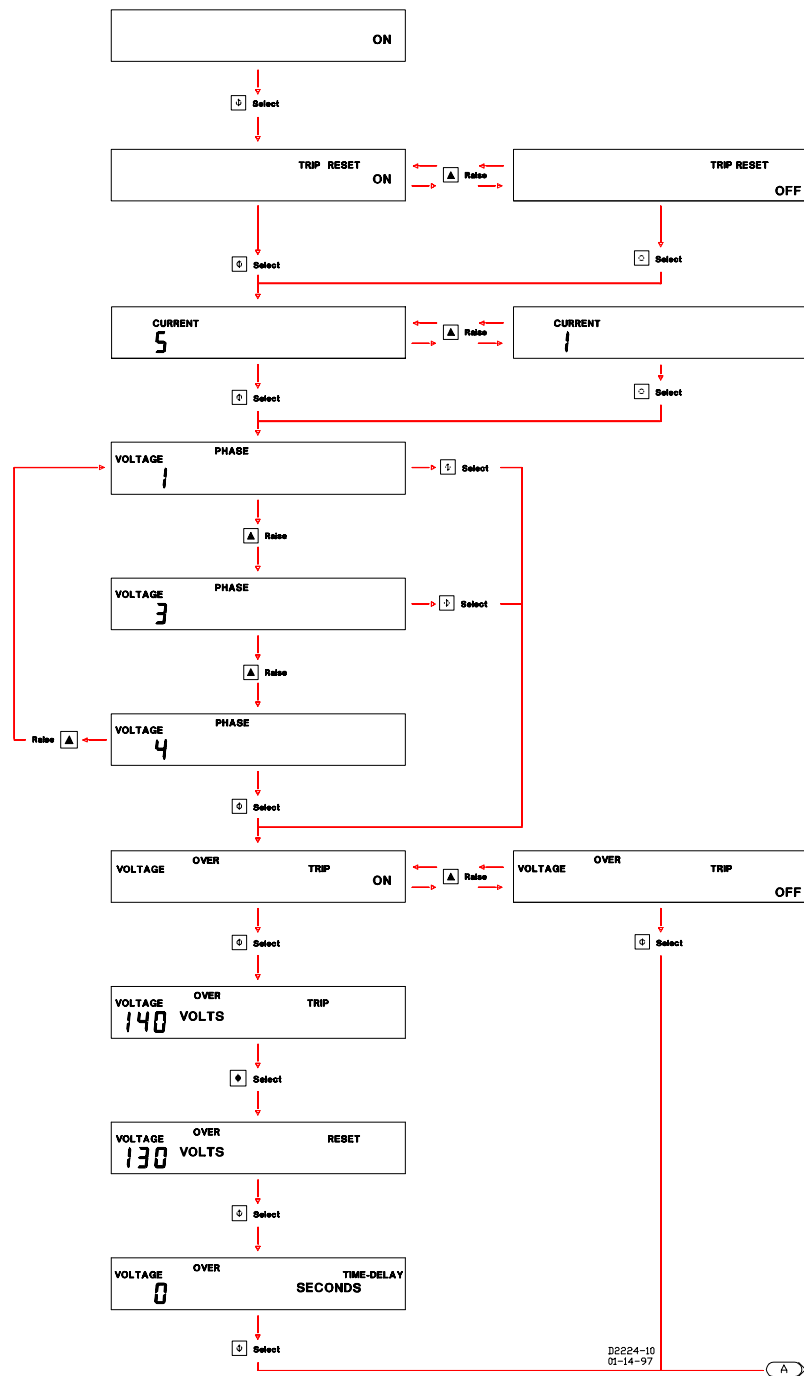 ON
Select
TRIP RESET
ON
Raise
TRIP RESET
OFF
Select
Select
CURRENT
5
Raise
CURRENT
1
Select
Select
VOLTAGE PHASE
1
Select
Raise
VOLTAGE PHASE
3
Select
Raise
VOLTAGE PHASE
4
Raise
Select
VOLTAGE OVER TRIP
ON
Raise
VOLTAGE OVER TRIP
OFF
Select
Select
VOLTAGE OVER TRIP
140 VOLTS
Select
VOLTAGE OVER RESET
130 VOLTS
Select
VOLTAGE OVER TIME-DELAY
0 SECONDS
Select
D2224-10
01-14-97
A